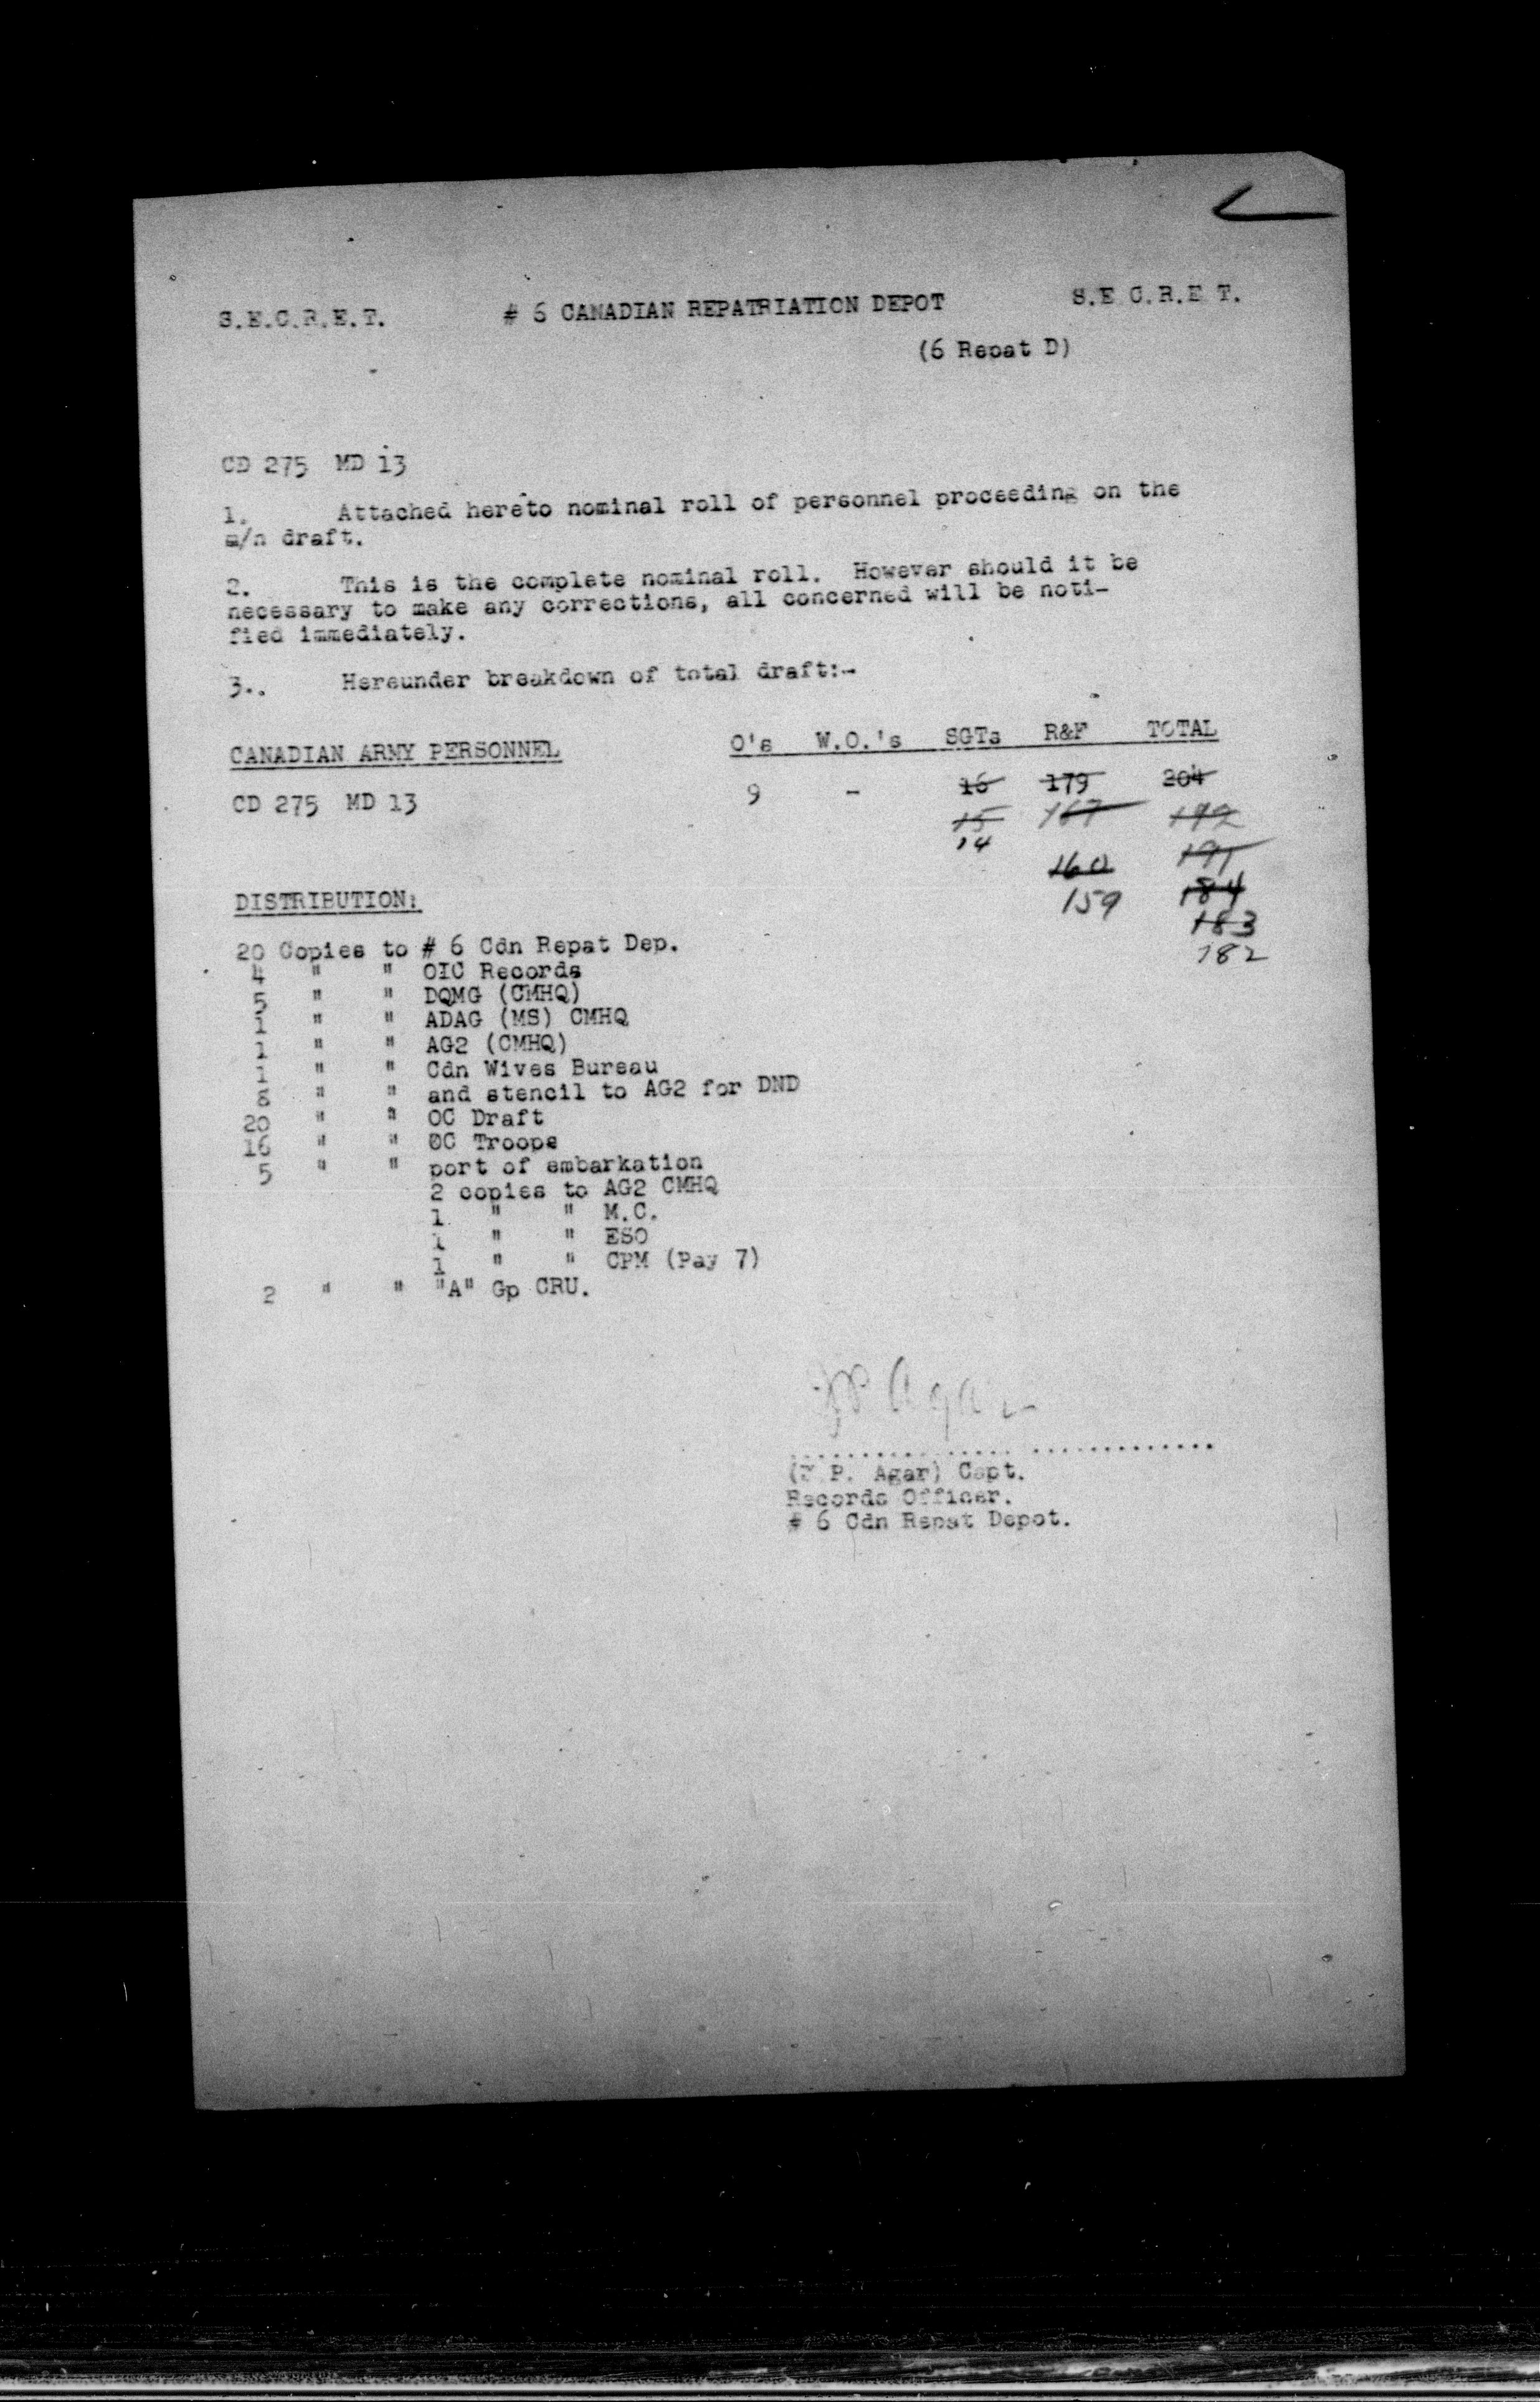 S.E.C.R.E.T. # 6 CANADIAN REPATRIATION DEPOT S.E C.R.E T.
(6 Repat D)
CD 275 MD 13
1. Attached hereto nominal roll of personnel proceeding on the
m/n draft.
2. This is the complete nominal roll. However should it be
necessary to make any corrections, all concerned will be noti-
fied immediately.
3.. Hereunder breakdown of total draft:-
CANADIAN ARMY PERSONNEL O's W.O.'s SGTs R&F TOTAL
CD 275 MD 13 9 - 16 179 204
15 167 192
14
160 191
159 184
183
182
DISTRIBUTION:
20 Copies to # 6 Cdn Repat Dep.
4 " " OIC Records
5 " " DQMG (CMHQ)
1 " " ADAG (MS) CMHQ
1 " " AG2 (CMHQ)
1 " " Cdn Wives Bureau
8 " " and stencil to AG2 for DND
20 " " OC Draft
16 " " OC Troops
5 " " port of embarkation
2 copies to AG2 CMHQ
1 " " M.C.
1 " " ESO
1 " " CPM (Pay 7)
2 " " "A" Gp CRU.
P Agar
(P. Agar) Capt.
Records Officer.
# 6 Cdn Repat Depot.